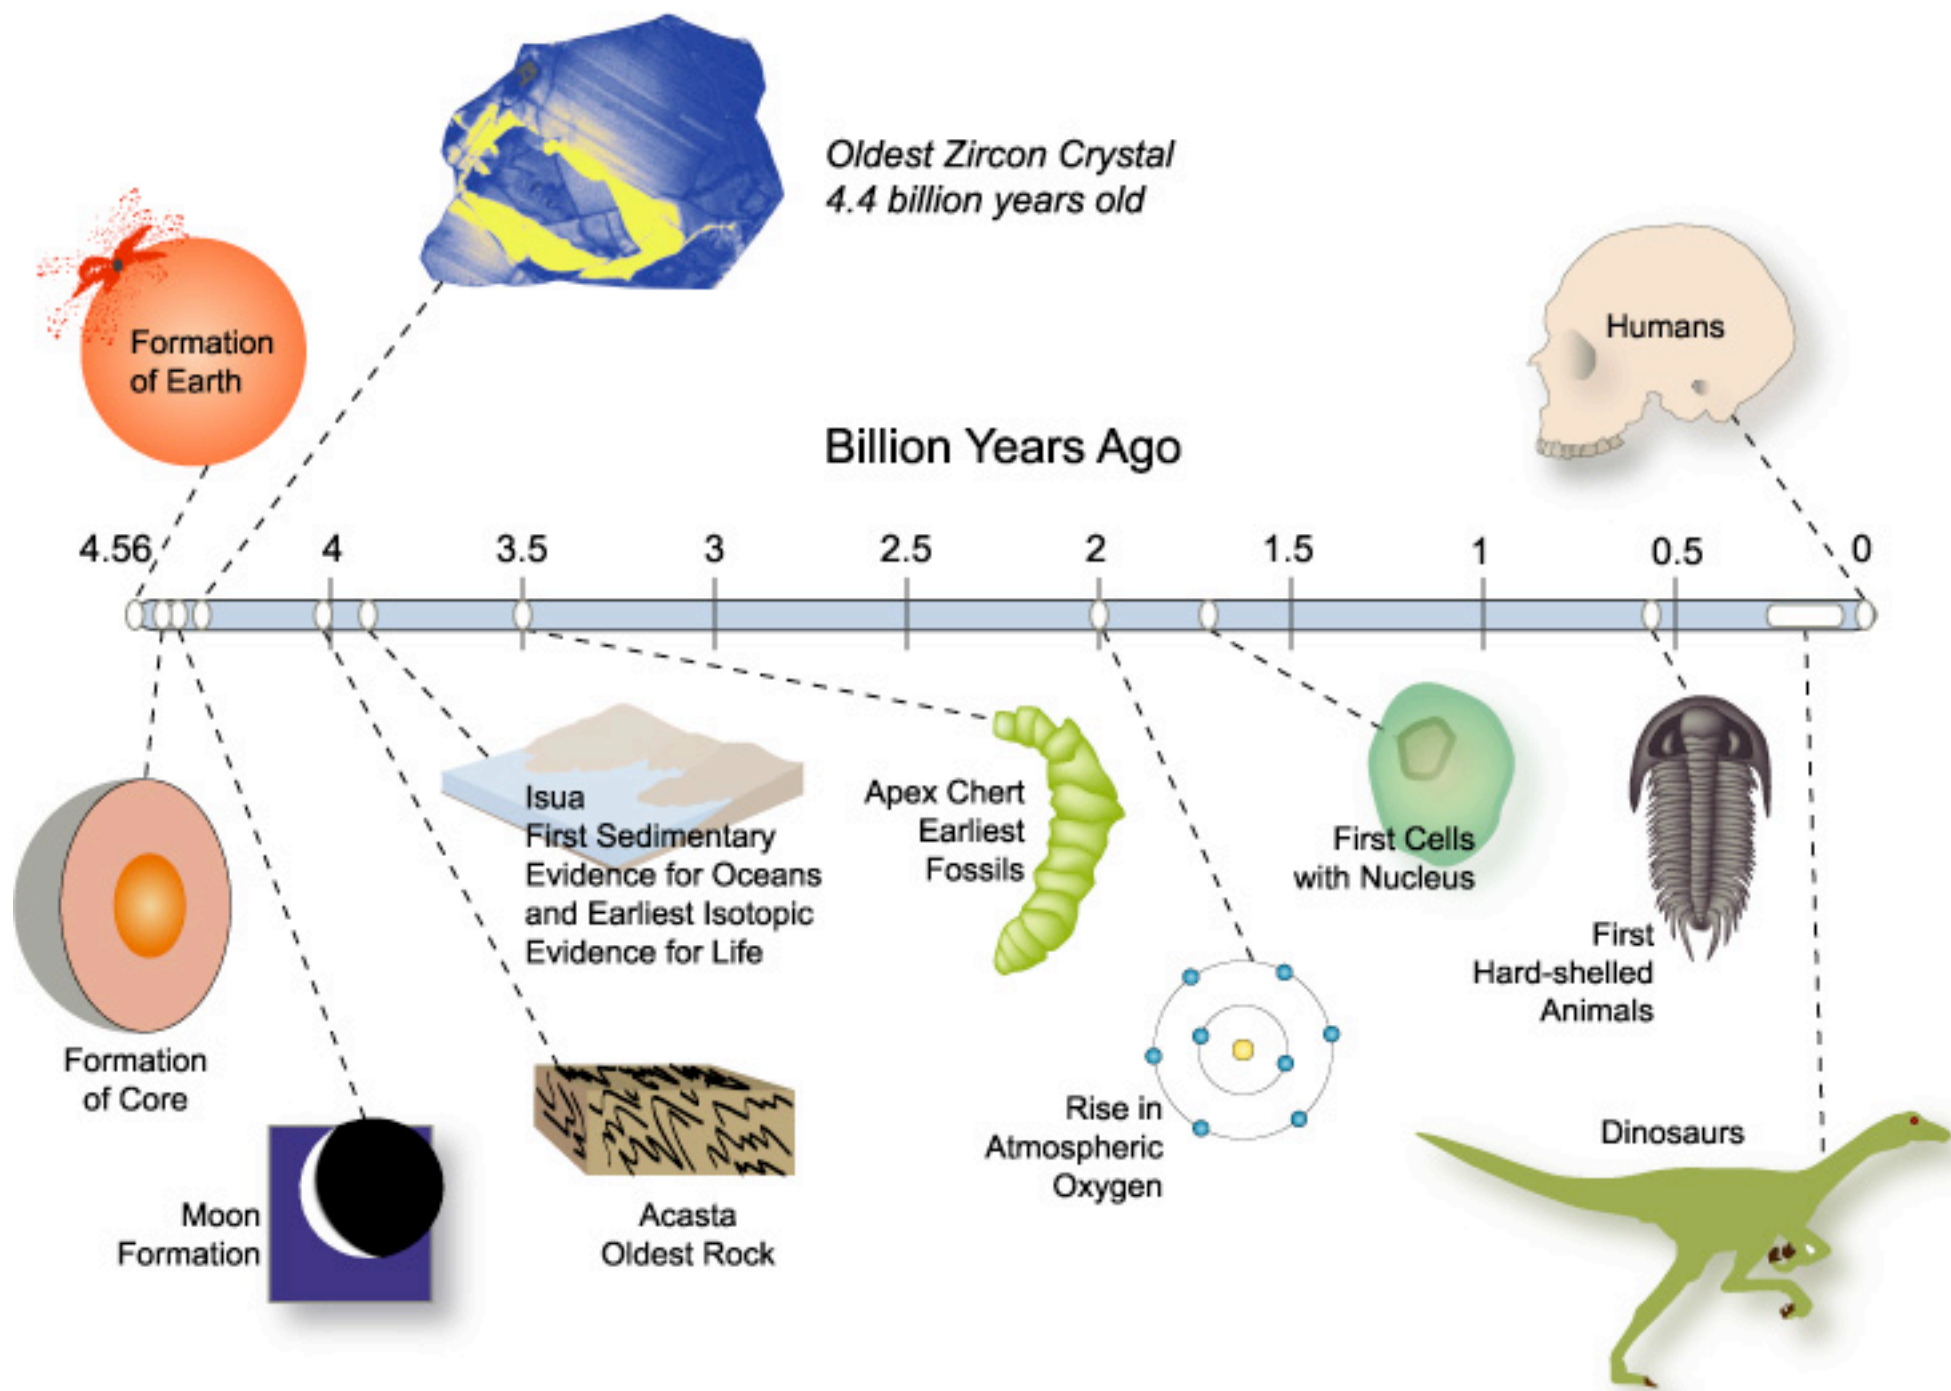 Oldest Zircon Crystal
4.4 billion years old
Formation
of Earth
Humans
Billion Years Ago
4.56
4
3.5
3
2.5
2
1.5
1
0.5
0
Isua
First Sedimentary
Evidence for Oceans
and Earliest Isotopic
Evidence for Life
Apex Chert
Earliest
Fossils
First Cells
with Nucleus
First
Hard-shelled
Animals
Formation
of Core
Rise in
Atmospheric
Oxygen
Dinosaurs
Moon
Formation
Acasta
Oldest Rock